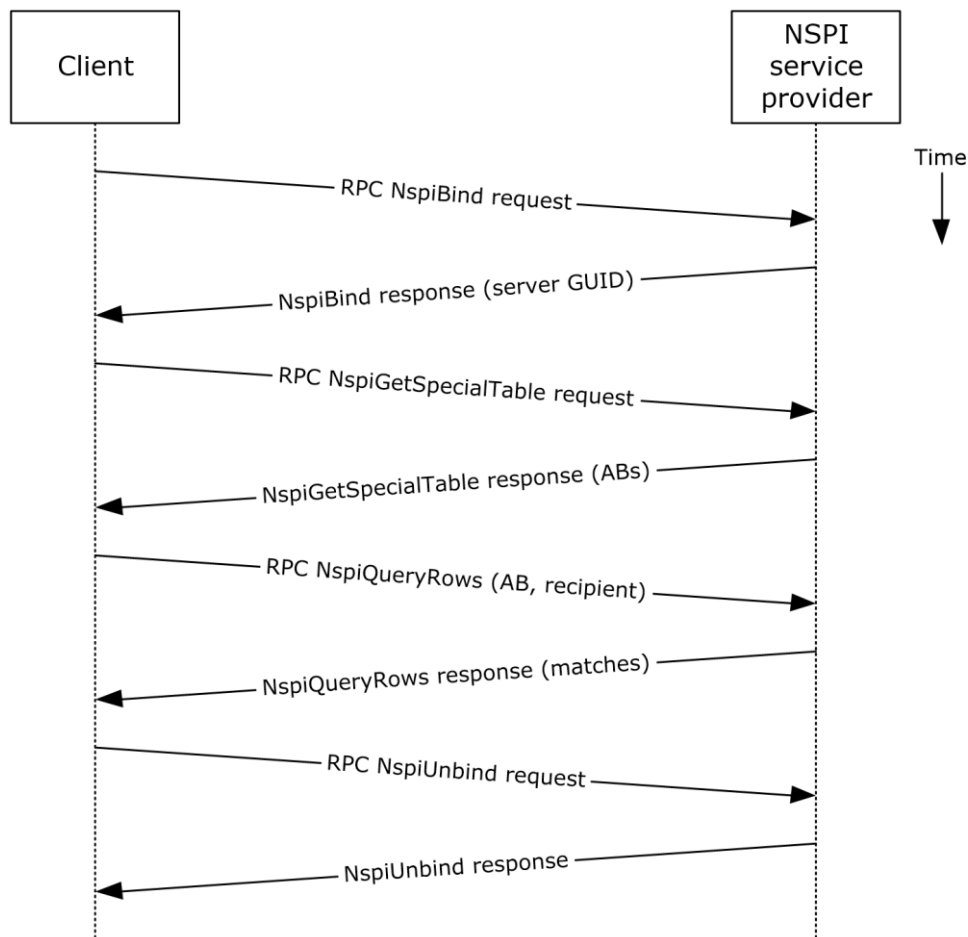 Client
NSPI
service
provider
Time
RPC NspiBind request
NspiBind response (server GUID)
RPC NspiGetSpecialTable request
NspiGetSpecialTable response (ABs)
RPC NspiQueryRows (AB, recipient)
NspiQueryRows response (matches)
RPC NspiUnbind request
NspiUnbind response